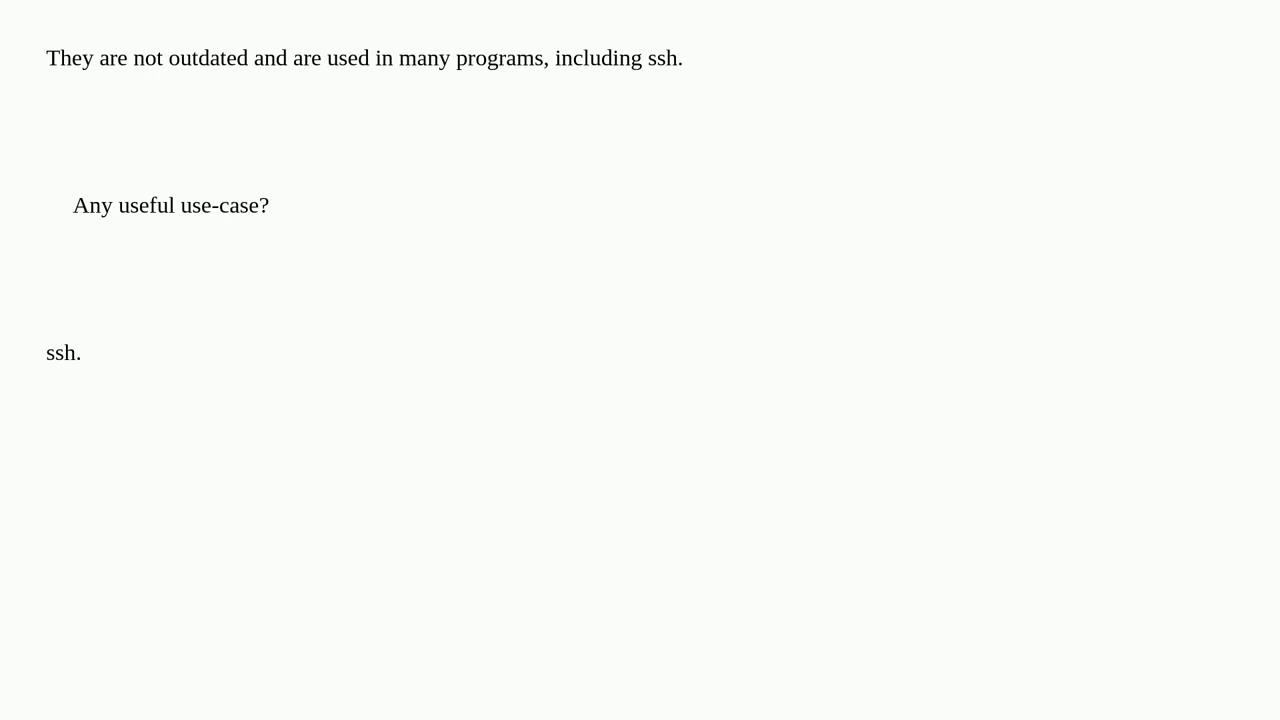 They are not outdated and are used in many programs, including ssh.
Any useful use-case?
ssh.